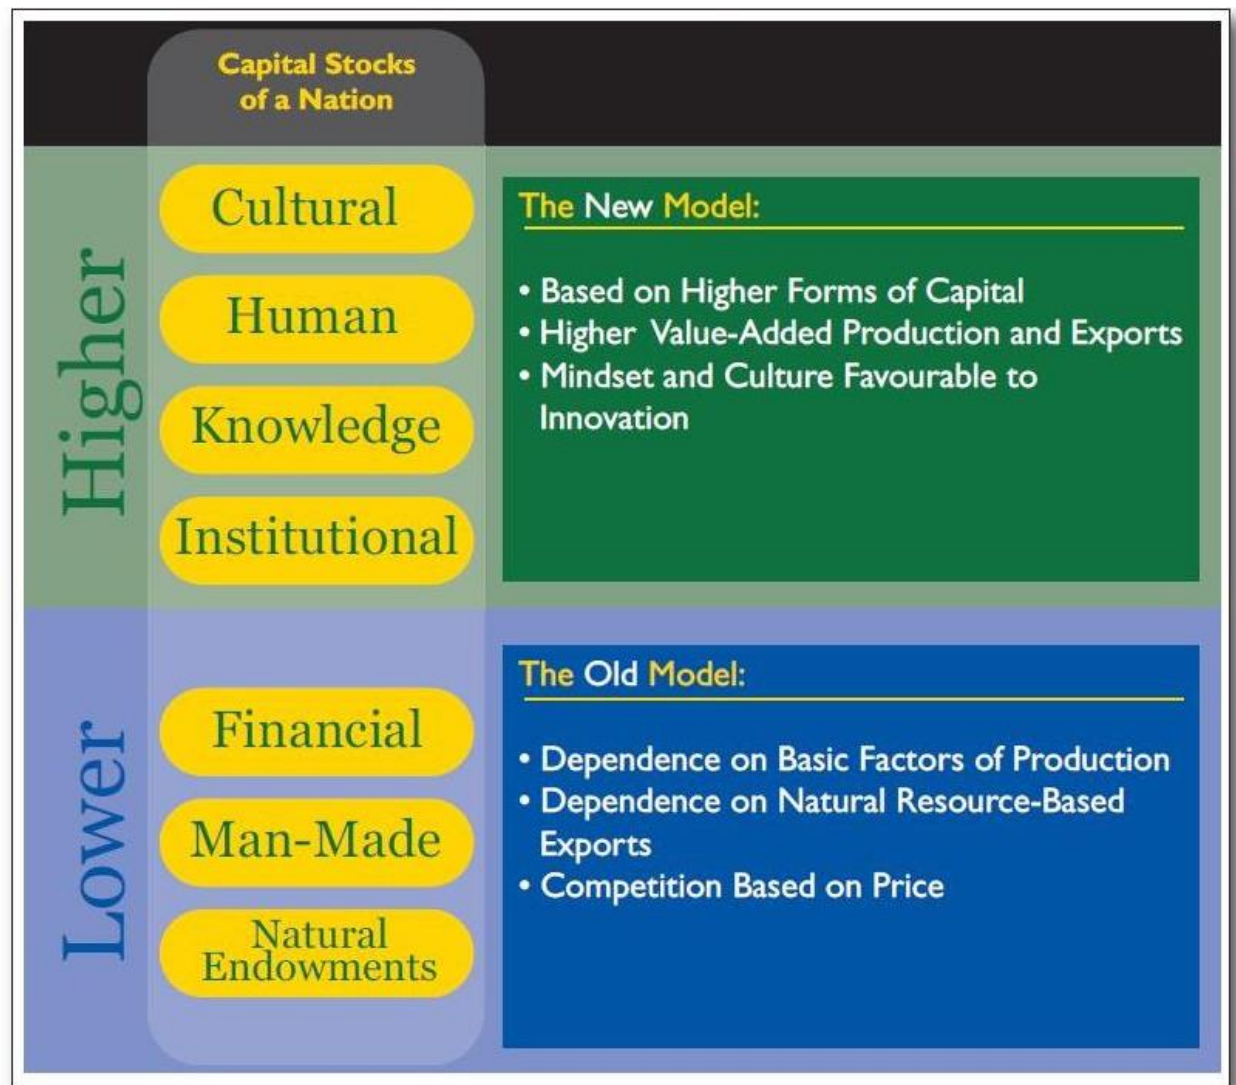 Capital Stocks
of a Nation
Higher
Cultural
Human
Knowledge
Institutional
The New Model:
• Based on Higher Forms of Capital
• Higher Value-Added Production and Exports
• Mindset and Culture Favourable to
Innovation
Lower
Financial
Man-Made
Natural
Endowments
The Old Model:
• Dependence on Basic Factors of Production
• Dependence on Natural Resource-Based
Exports
• Competition Based on Price